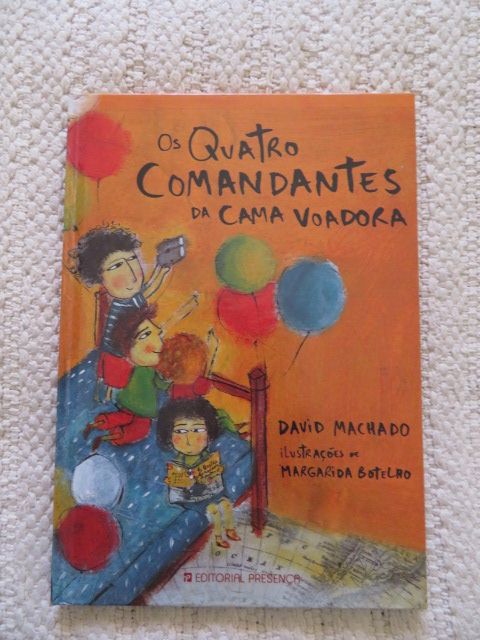 Os QUATRO
COMANDANTES
DA CAMA VOADORA
DAVID MACHADO
ILUSTRAÇÕES DE
MARGARIDA BOTELHO
EDITORIAL PRESENÇA